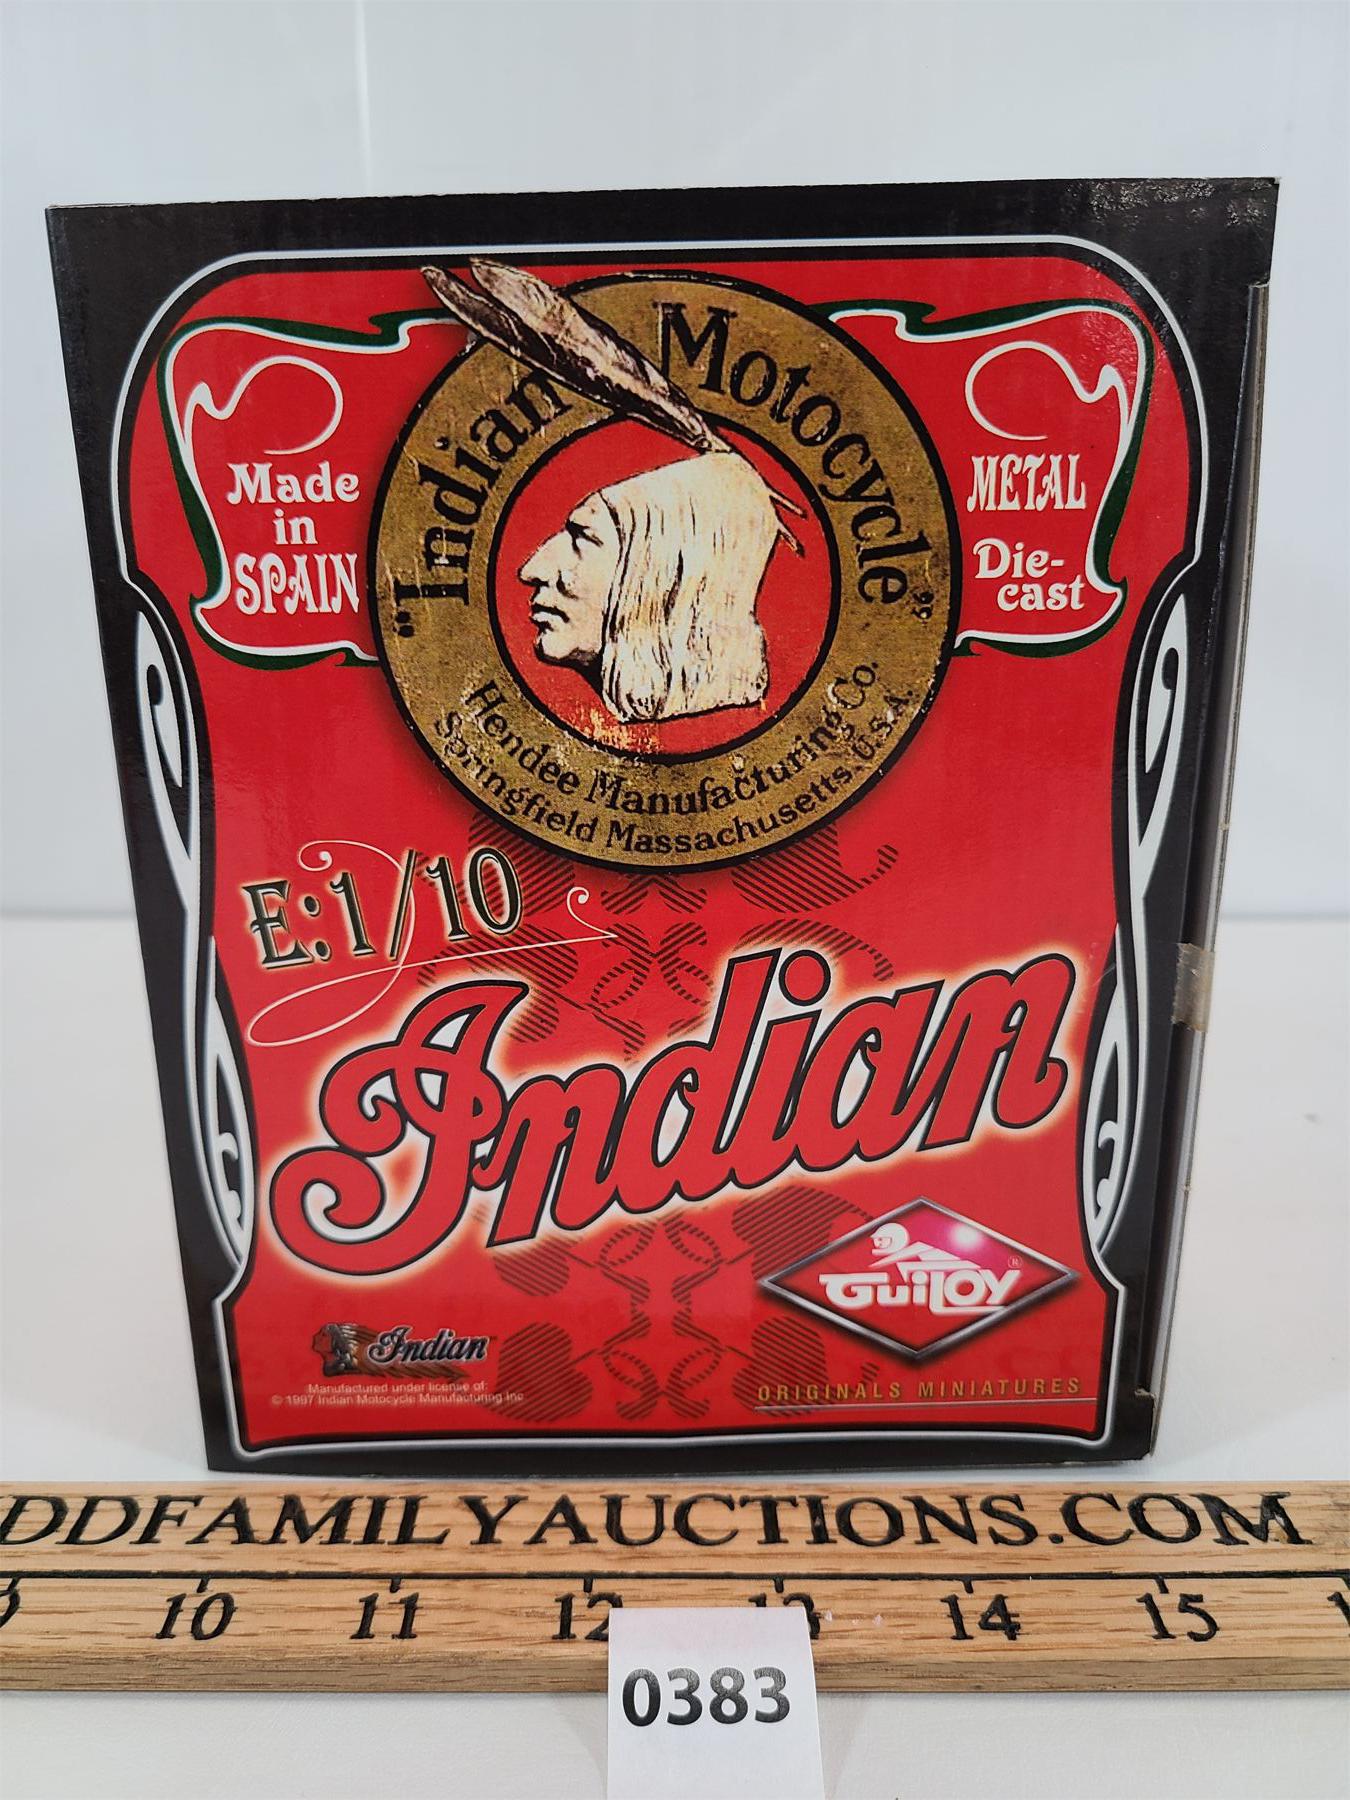 "Indian Motocycle"
Hendee Manufacturing Co.
Springfield Massachusetts, U.S.A.
Made
in
SPAIN
METAL
Die-
cast
E:1/10
Indian
GUILOY ®
Indian
Manufactured under license of:
© 1997 Indian Motocycle Manufacturing Inc
ORIGINALS MINIATURES
DDFAMILYAUCTIONS.COM
10 11 12 13 14 15
0383